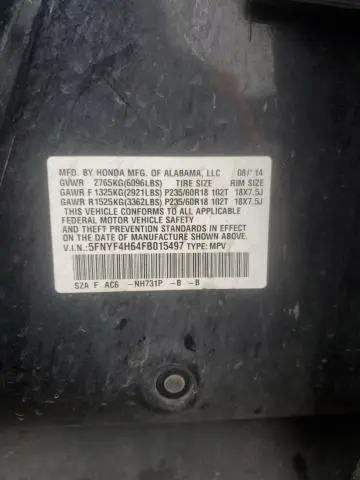 MFD. BY HONDA MFG. OF ALABAMA, LLC 08/'14
GVWR 2765KG(6096LBS) TIRE SIZE RIM SIZE
GAWR F 1325KG(2921LBS) P235/60R18 102T 18X7.5J
GAWR R1525KG(3362LBS) P235/60R18 102T 18X7.5J
THIS VEHICLE CONFORMS TO ALL APPLICABLE
FEDERAL MOTOR VEHICLE SAFETY STANDARDS IN EFFECT
ON THE DATE OF MANUFACTURE SHOWN ABOVE.
V.I.N.:5FNYF4H64FB015497 TYPE: MPV
SZA F AC6 -NH731P -B -B